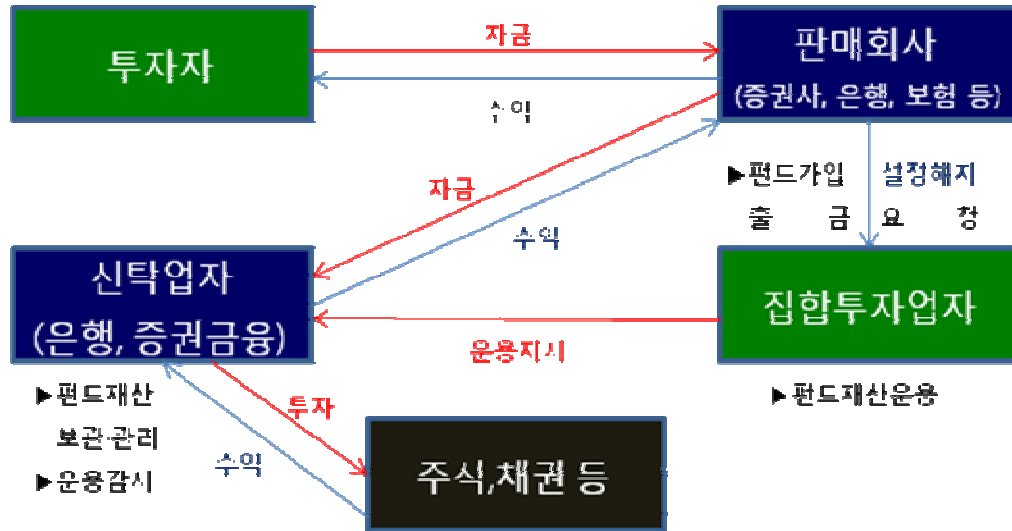 투자자
자금
수익
판매회사
(증권사, 은행, 보험 등)
자금
수익
▶펀드가입 설정해지
출 금 요 청
신탁업자
(은행, 증권금융)
운용지시
집합투자업자
▶펀드재산
보관·관리
▶운용감시
투자
수익
주식,채권 등
▶펀드재산운용